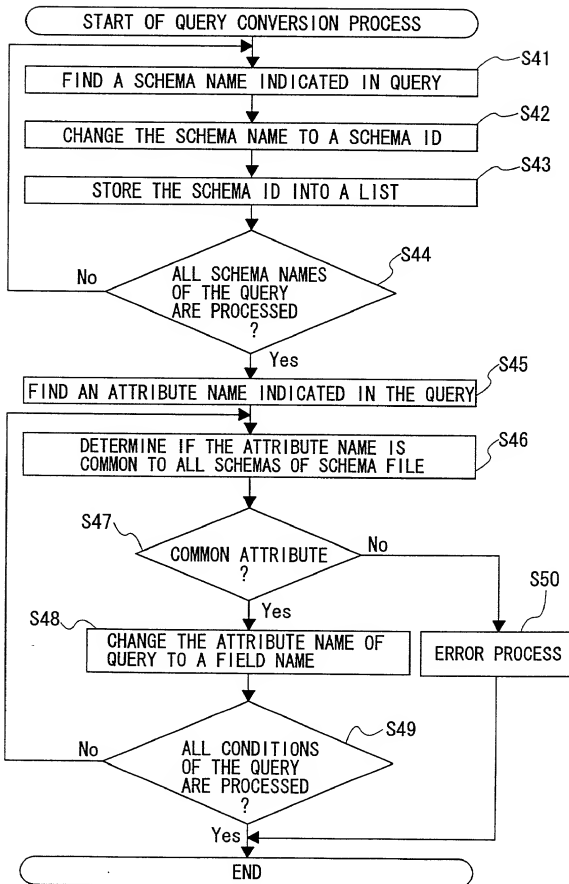 START OF QUERY CONVERSION PROCESS
S41
FIND A SCHEMA NAME INDICATED IN QUERY
S42
CHANGE THE SCHEMA NAME TO A SCHEMA ID
S43
STORE THE SCHEMA ID INTO A LIST
S44
No
ALL SCHEMA NAMES
OF THE QUERY
ARE PROCESSED
?
Yes
S45
FIND AN ATTRIBUTE NAME INDICATED IN THE QUERY
S46
DETERMINE IF THE ATTRIBUTE NAME IS
COMMON TO ALL SCHEMAS OF SCHEMA FILE
S47
COMMON ATTRIBUTE
?
No
Yes
S50
S48
CHANGE THE ATTRIBUTE NAME OF
QUERY TO A FIELD NAME
ERROR PROCESS
S49
No
ALL CONDITIONS
OF THE QUERY
ARE PROCESSED
?
Yes
END